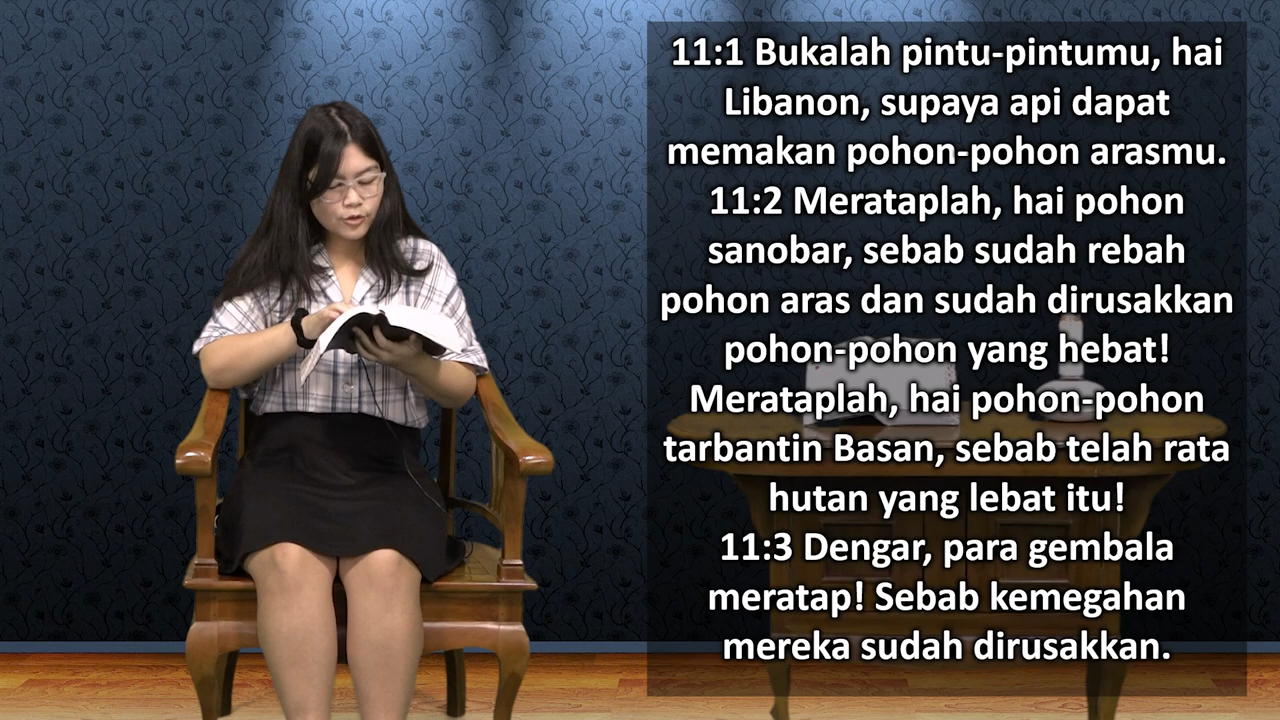 11:1 Bukalah pintu-pintumu, hai
Libanon, supaya api dapat
memakan pohon-pohon arasmu.
11:2 Merataplah, hai pohon
sanobar, sebab sudah rebah
pohon aras dan sudah dirusakkan
pohon-pohon yang hebat!
Merataplah, hai pohon-pohon
tarbantin Basan, sebab telah rata
hutan yang lebat itu!
11:3 Dengar, para gembala
meratap! Sebab kemegahan
mereka sudah dirusakkan.